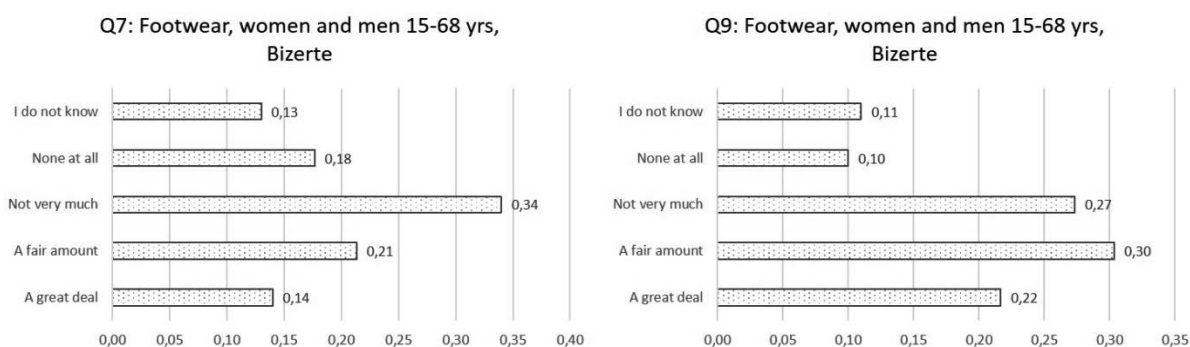 Q7: Footwear, women and men 15-68 yrs,
Bizerte
I do not know
0,13
None at all
0,18
Not very much
0,34
A fair amount
0,21
A great deal
0,14
0,00 0,05 0,10 0,15 0,20 0,25 0,30 0,35 0,40
Q9: Footwear, women and men 15-68 yrs,
Bizerte
I do not know
0,11
None at all
0,10
Not very much
0,27
A fair amount
0,30
A great deal
0,22
0,00 0,05 0,10 0,15 0,20 0,25 0,30 0,35